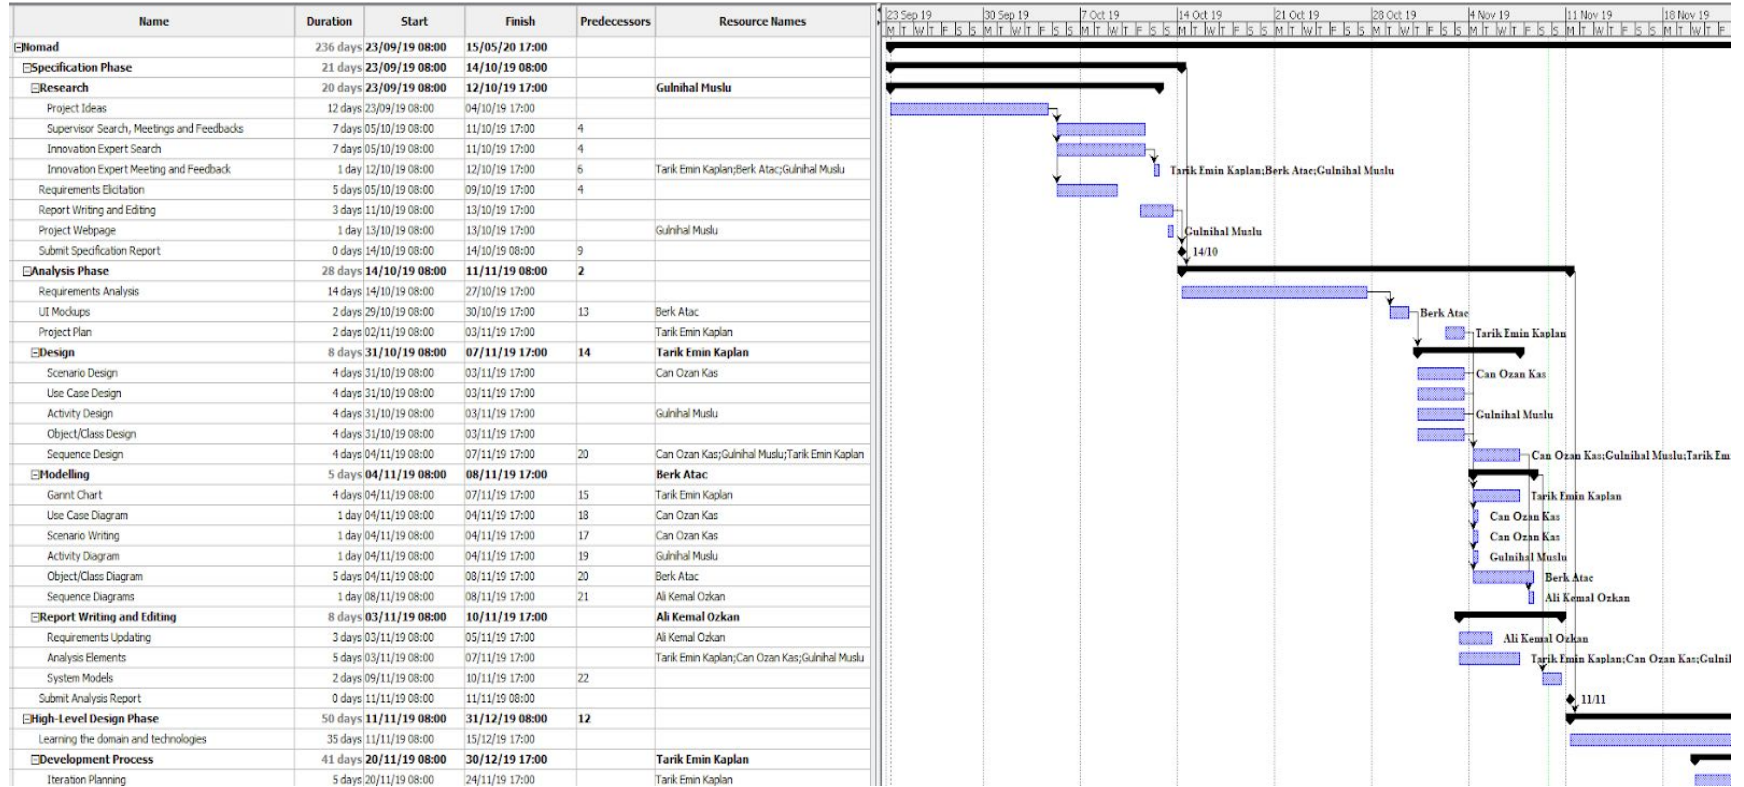 Name Duration Start Finish Predecessors Resource Names
23 Sep 19 30 Sep 19 7 Oct 19 14 Oct 19 21 Oct 19 28 Oct 19 4 Nov 19 11 Nov 19 18 Nov 19
M T W T F S S M T W T F S S M T W T F S S M T W T F S S M T W T F S S M T W T F S S M T W T F S S M T W T F S S M T W T F
Nomad 236 days 23/09/19 08:00 15/05/20 17:00
Specification Phase 21 days 23/09/19 08:00 14/10/19 08:00
Research 20 days 23/09/19 08:00 12/10/19 17:00 Gulnihal Muslu
Project Ideas 12 days 23/09/19 08:00 04/10/19 17:00
Supervisor Search, Meetings and Feedbacks 7 days 05/10/19 08:00 11/10/19 17:00 4
Innovation Expert Search 7 days 05/10/19 08:00 11/10/19 17:00 4
Innovation Expert Meeting and Feedback 1 day 12/10/19 08:00 12/10/19 17:00 6 Tarik Emin Kaplan;Berk Atac;Gulnihal Muslu Tarik Emin Kaplan;Berk Atac;Gulnihal Muslu
Requirements Elicitation 5 days 05/10/19 08:00 09/10/19 17:00 4
Report Writing and Editing 3 days 11/10/19 08:00 13/10/19 17:00
Project Webpage 1 day 13/10/19 08:00 13/10/19 17:00 Gulnihal Muslu Gulnihal Muslu
Submit Specification Report 0 days 14/10/19 08:00 14/10/19 08:00 9 14/10
Analysis Phase 28 days 14/10/19 08:00 11/11/19 08:00 2
Requirements Analysis 14 days 14/10/19 08:00 27/10/19 17:00
UI Mockups 2 days 29/10/19 08:00 30/10/19 17:00 13 Berk Atac Berk Atac
Project Plan 2 days 02/11/19 08:00 03/11/19 17:00 Tarik Emin Kaplan Tarik Emin Kaplan
Design 8 days 31/10/19 08:00 07/11/19 17:00 14 Tarik Emin Kaplan
Scenario Design 4 days 31/10/19 08:00 03/11/19 17:00 Can Ozan Kas Can Ozan Kas
Use Case Design 4 days 31/10/19 08:00 03/11/19 17:00
Activity Design 4 days 31/10/19 08:00 03/11/19 17:00 Gulnihal Muslu Gulnihal Muslu
Object/Class Design 4 days 31/10/19 08:00 03/11/19 17:00
Sequence Design 4 days 04/11/19 08:00 07/11/19 17:00 20 Can Ozan Kas;Gulnihal Muslu;Tarik Emin Kaplan Can Ozan Kas;Gulnihal Muslu;Tarik Em
Modelling 5 days 04/11/19 08:00 08/11/19 17:00 Berk Atac
Gannt Chart 4 days 04/11/19 08:00 07/11/19 17:00 15 Tarik Emin Kaplan Tarik Emin Kaplan
Use Case Diagram 1 day 04/11/19 08:00 04/11/19 17:00 18 Can Ozan Kas Can Ozan Kas
Scenario Writing 1 day 04/11/19 08:00 04/11/19 17:00 17 Can Ozan Kas Can Ozan Kas
Activity Diagram 1 day 04/11/19 08:00 04/11/19 17:00 19 Gulnihal Muslu Gulnihal Muslu
Object/Class Diagram 5 days 04/11/19 08:00 08/11/19 17:00 20 Berk Atac Berk Atac
Sequence Diagrams 1 day 08/11/19 08:00 08/11/19 17:00 21 Ali Kemal Ozkan Ali Kemal Ozkan
Report Writing and Editing 8 days 03/11/19 08:00 10/11/19 17:00 Ali Kemal Ozkan
Requirements Updating 3 days 03/11/19 08:00 05/11/19 17:00 Ali Kemal Ozkan Ali Kemal Ozkan
Analysis Elements 5 days 03/11/19 08:00 07/11/19 17:00 Tarik Emin Kaplan;Can Ozan Kas;Gulnihal Muslu Tarik Emin Kaplan;Can Ozan Kas;Gulni
System Models 2 days 09/11/19 08:00 10/11/19 17:00 22
Submit Analysis Report 0 days 11/11/19 08:00 11/11/19 08:00 11/11
High-Level Design Phase 50 days 11/11/19 08:00 31/12/19 08:00 12
Learning the domain and technologies 35 days 11/11/19 08:00 15/12/19 17:00
Development Process 41 days 20/11/19 08:00 30/12/19 17:00 Tarik Emin Kaplan
Iteration Planning 5 days 20/11/19 08:00 24/11/19 17:00 Tarik Emin Kaplan